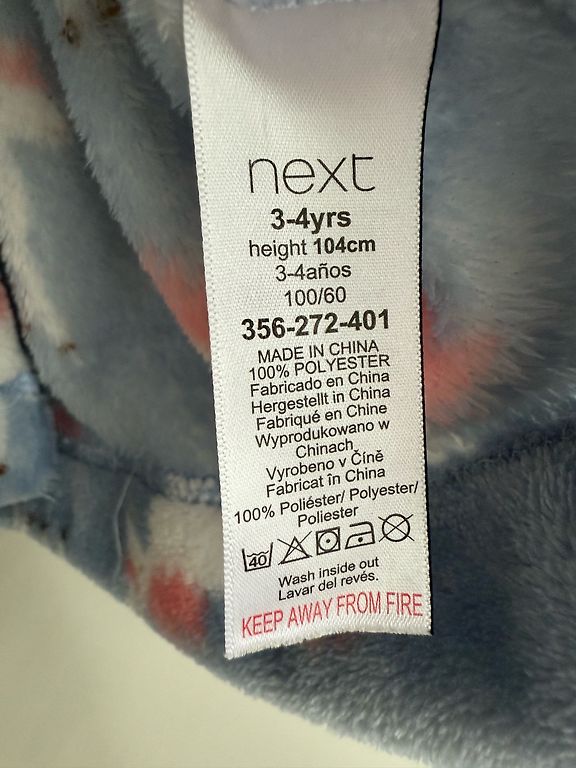 next
3-4yrs
height 104cm
3-4años
100/60
356-272-401
MADE IN CHINA
100% POLYESTER
Fabricado en China
Hergestellt in China
Fabriqué en Chine
Wyprodukowano w
Chinach
Vyrobeno v Číně
Fabricat în China
100% Poliéster/ Polyester/
Poliester
40
Wash inside out
Lavar del revés.
KEEP AWAY FROM FIRE